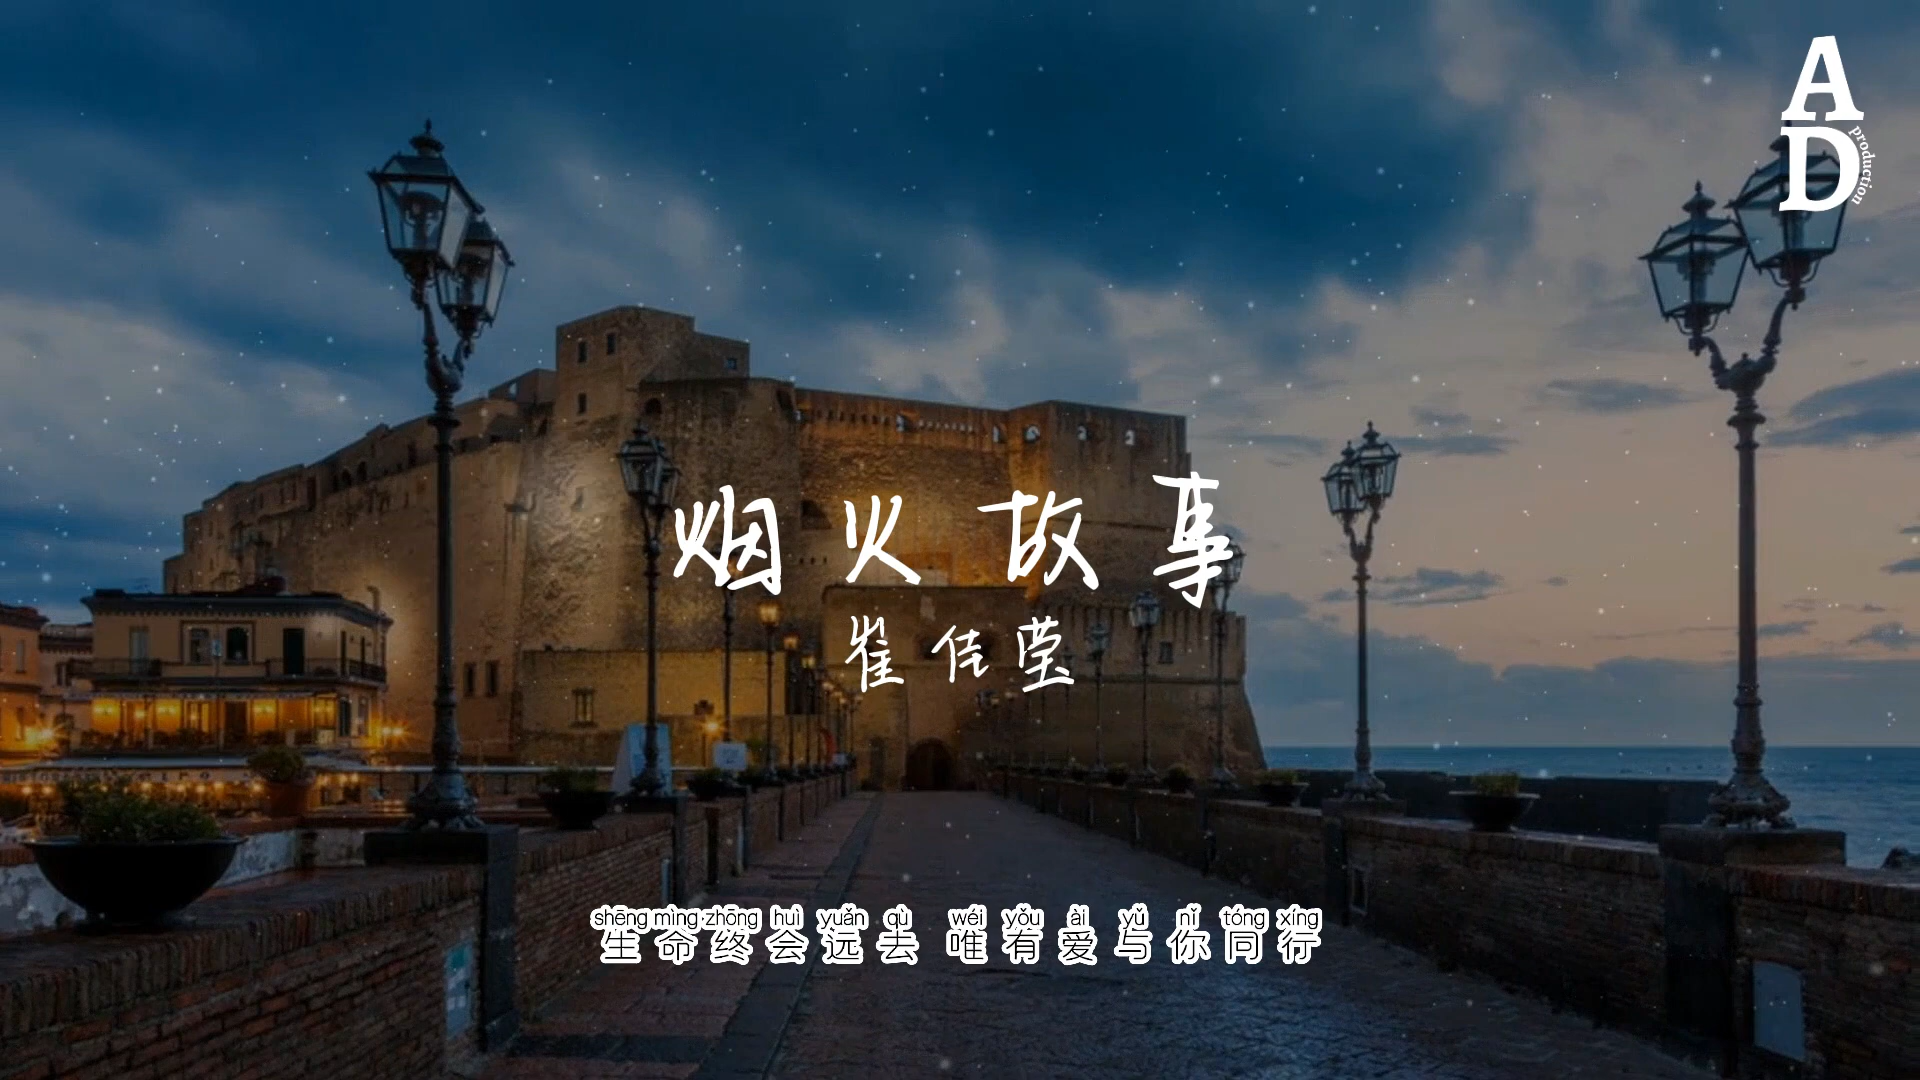 AD
production
烟火故事
崔佳莹
shēng mìng zhōng huì yuǎn qù wéi yǒu ài yǔ nǐ tóng xíng
生命终会远去 唯有爱与你同行